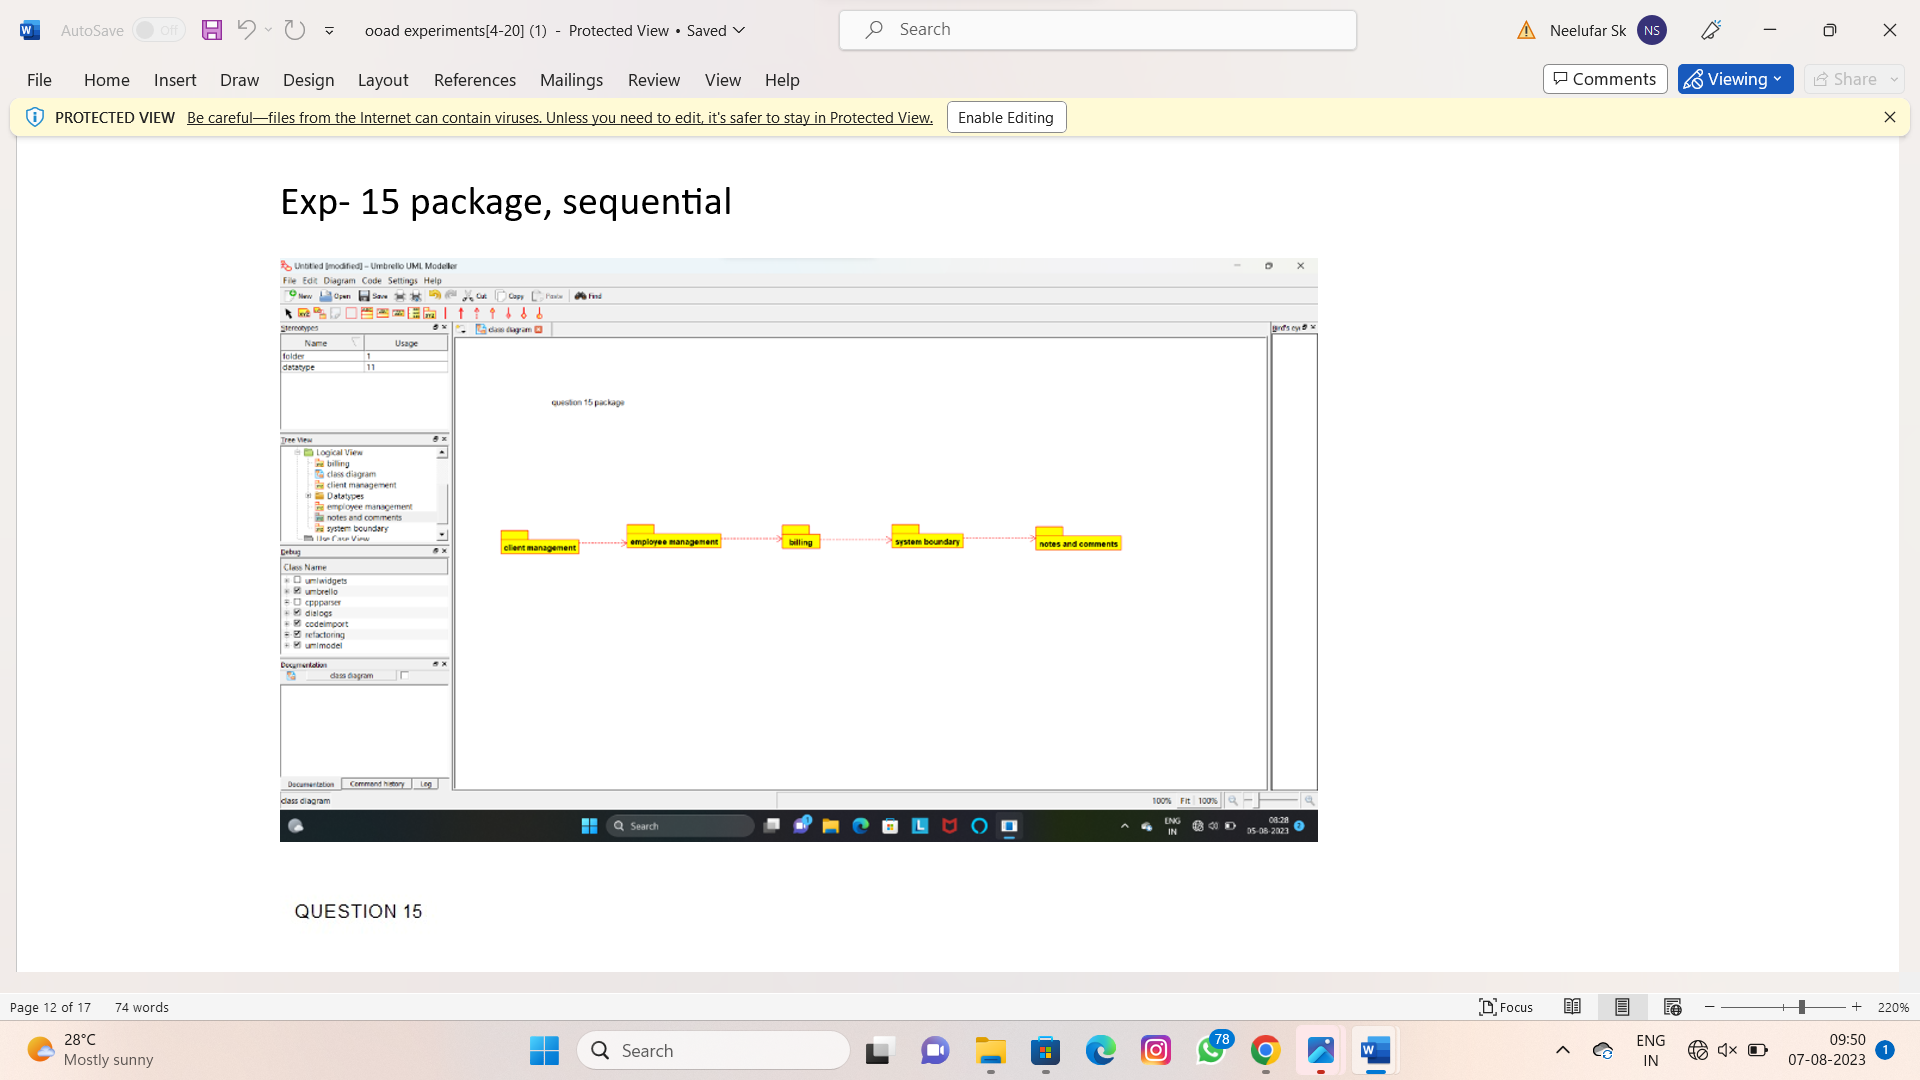 AutoSave Off ooad experiments[4-20] (1) - Protected View • Saved Search Neelufar Sk NS
File Home Insert Draw Design Layout References Mailings Review View Help Comments Viewing Share
PROTECTED VIEW Be careful—files from the Internet can contain viruses. Unless you need to edit, it's safer to stay in Protected View. Enable Editing
Exp- 15 package, sequential
Untitled [modified] – Umbrello UML Modeller
File Edit Diagram Code Settings Help
New Open Save Cut Copy Paste Find
Stereotypes class diagram Bird's eye
Name Usage
folder 1
datatype 11
question 15 package
Tree View
Logical View
billing
class diagram
client management
Datatypes
employee management
notes and comments
system boundary
Use Case View
client management employee management billing system boundary notes and comments
Debug
Class Name
umlwidgets
umbrello
cppparser
dialogs
codeimport
refactoring
umlmodel
Documentation
class diagram
Documentation Command history Log
class diagram 100% Fit 100%
Search ENG IN 08:28 05-08-2023
QUESTION 15
Page 12 of 17 74 words Focus 220%
28°C
Mostly sunny
Search 78 ENG IN 09:50 07-08-2023 1